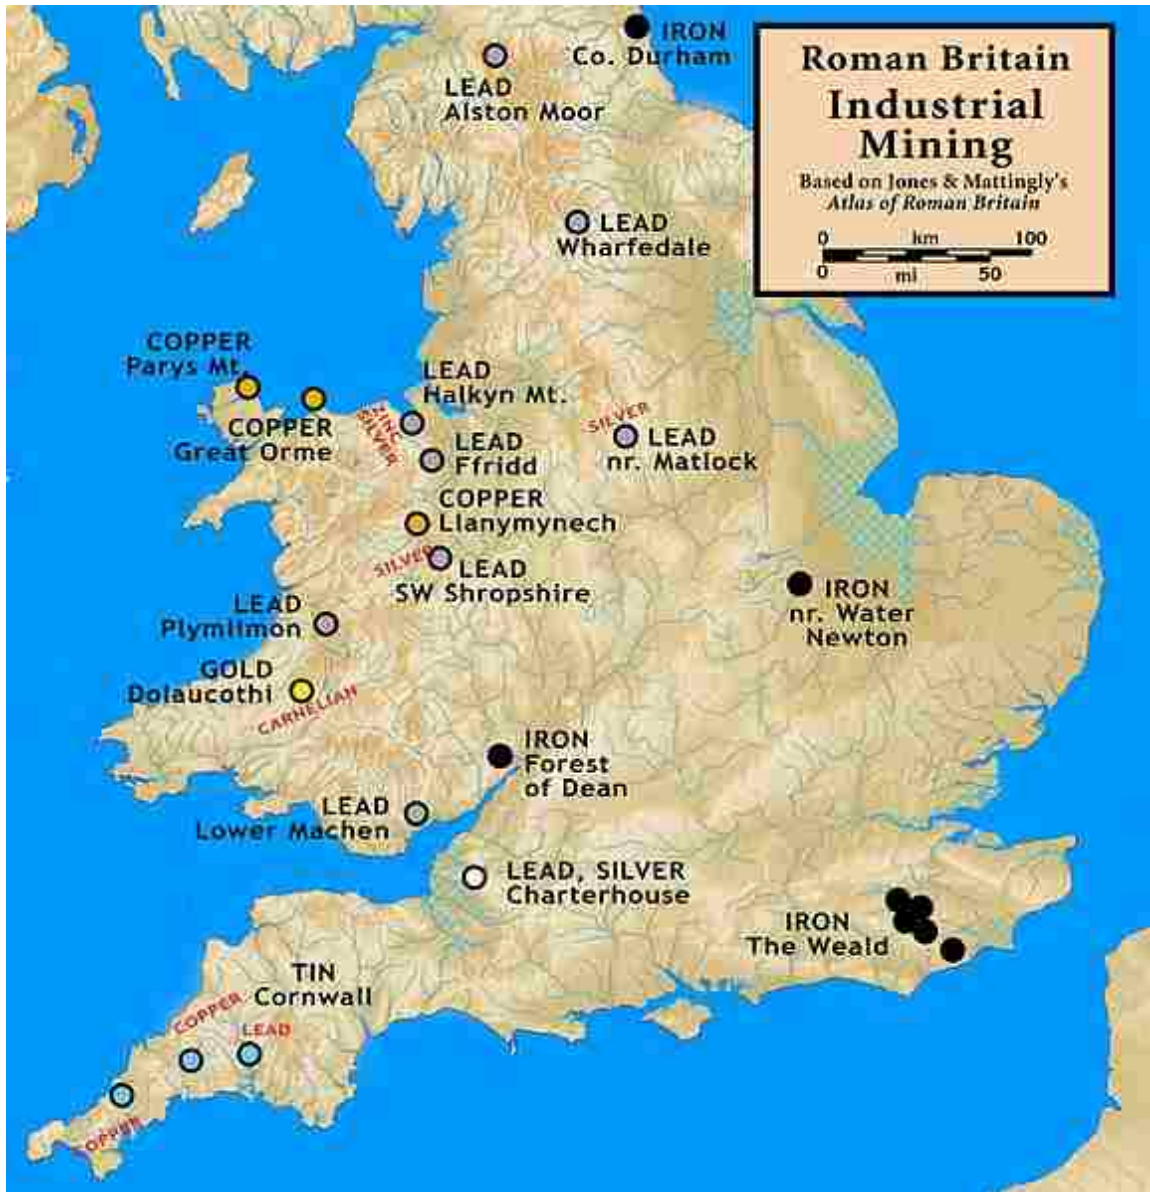 IRON
Co. Durham
LEAD
Alston Moor
Roman Britain
Industrial
Mining
Based on Jones & Mattingly's
Atlas of Roman Britain
0 km 100
0 mi 50
LEAD
Wharfedale
COPPER
Parys Mt.
COPPER
Great Orme
LEAD
Halkyn Mt.
ZINC
SILVER
LEAD
Ffridd
SILVER
LEAD
nr. Matlock
COPPER
Llanymynech
SILVER
LEAD
SW Shropshire
IRON
nr. Water
Newton
LEAD
Plymlimon
GOLD
Dolaucothi
CARNELIAN
IRON
Forest
of Dean
LEAD
Lower Machen
LEAD, SILVER
Charterhouse
IRON
The Weald
TIN
Cornwall
COPPER
LEAD
OPPER